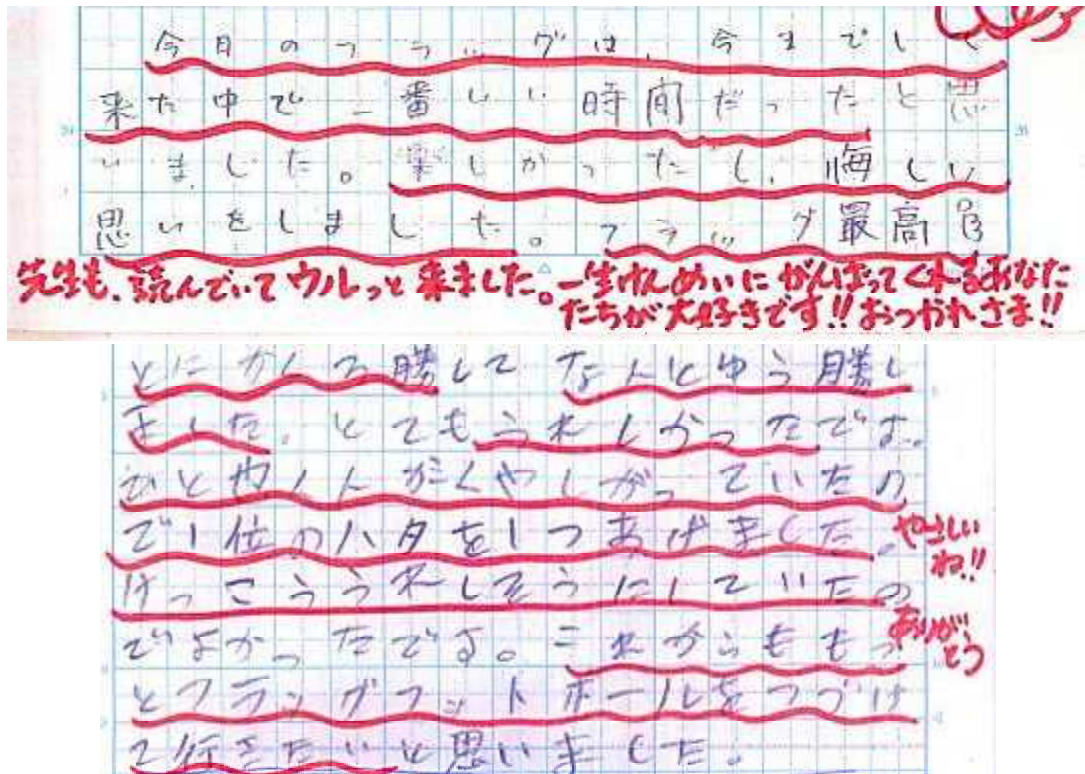 今日のフラッグは、今までして
来た中で一番いい時間だったと思
いました。楽しかったし、悔しい
思いをしました。フラッグ最高!!
先生も、読んでいてウルっと来ました。一生けんめいにがんばってくれるあなた
たちが大好きです!!おつかれさま!!
とにかく勝して なんとゆう勝し
ました。とてもうれしかったです。
がくやしがっていたの
で1位のハタを1つあげました。
やさしい
ね!!
けっこううれしそうにしていたの
でよかったです。これからももっ
ありがとう
とフラッグフットボールをつづけ
て行きたいと思いました。